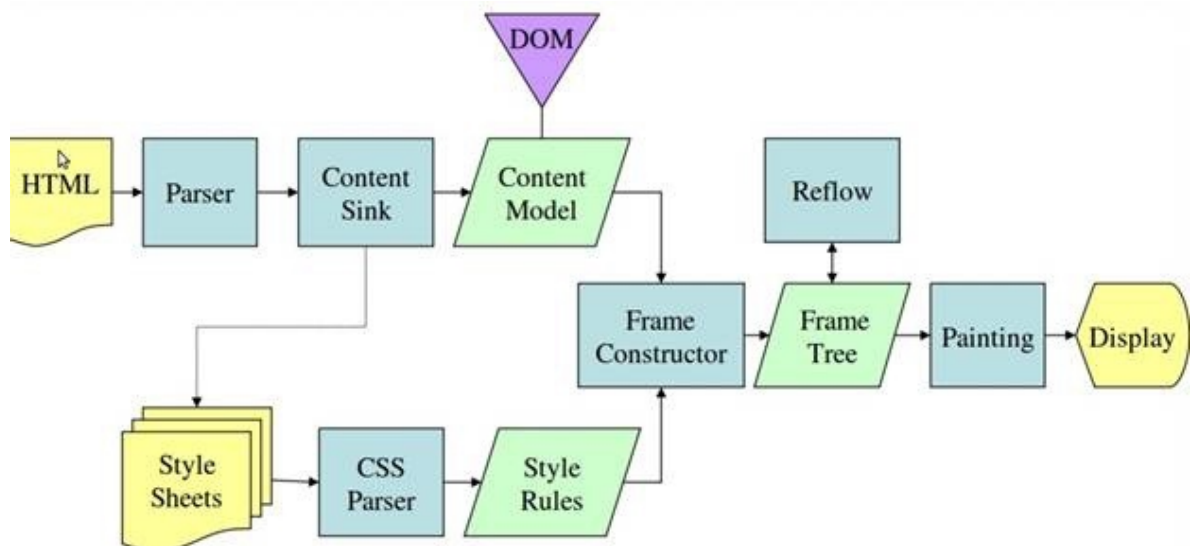 DOM
HTML
Parser
Content
Sink
Content
Model
Reflow
Frame
Constructor
Frame
Tree
Painting
Display
Style
Sheets
CSS
Parser
Style
Rules